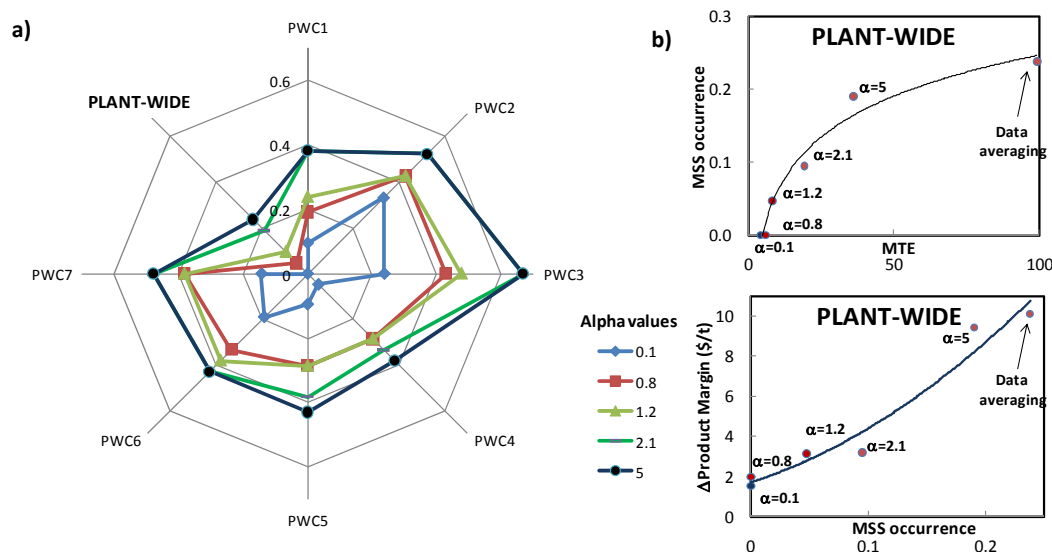 a)
PWC1
0.6
PLANT-WIDE
PWC2
0.4
0.2
PWC7
0
PWC3
PWC6
PWC4
PWC5
Alpha values
0.1
0.8
1.2
2.1
5
b)
PLANT-WIDE
0.3
0.2
0.1
0.0
MSS occurrence
α=5
α=2.1
α=1.2
α=0.8
α=0.1
Data
averaging
MTE
0
50
100
PLANT-WIDE
10
8
6
4
2
0
ΔProduct Margin ($/t)
α=5
α=1.2
α=2.1
α=0.8
α=0.1
Data
averaging
MSS occurrence
0
0.1
0.2